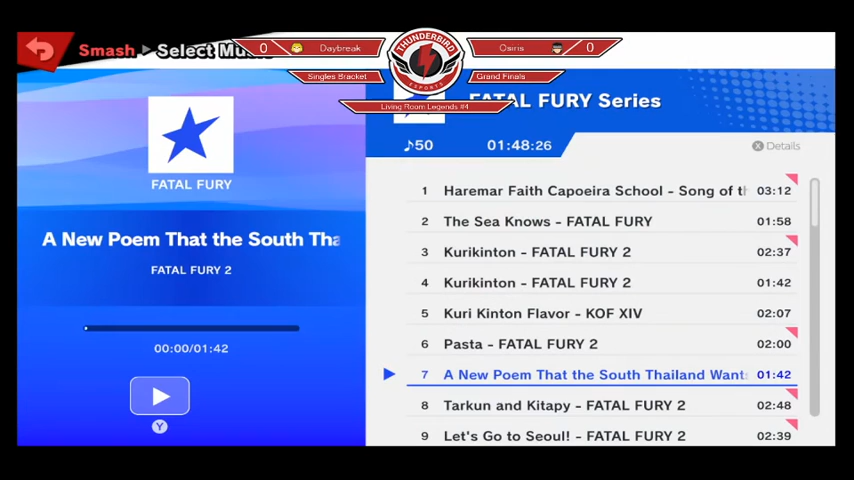 0 Daybreak
THUNDERBIRD
ESPORTS
Osiris 0
Smash ▶ Select Mu
Singles Bracket
Grand Finals
Living Room Legends #4
FATAL FURY Series
♪50 01:48:26
X Details
FATAL FURY
A New Poem That the South Tha
FATAL FURY 2
00:00/01:42
Y
1 Haremar Faith Capoeira School - Song of th 03:12
2 The Sea Knows - FATAL FURY 01:58
3 Kurikinton - FATAL FURY 2 02:37
4 Kurikinton - FATAL FURY 2 01:42
5 Kuri Kinton Flavor - KOF XIV 02:07
6 Pasta - FATAL FURY 2 02:00
7 A New Poem That the South Thailand Want 01:42
8 Tarkun and Kitapy - FATAL FURY 2 02:48
9 Let's Go to Seoul! - FATAL FURY 2 02:39